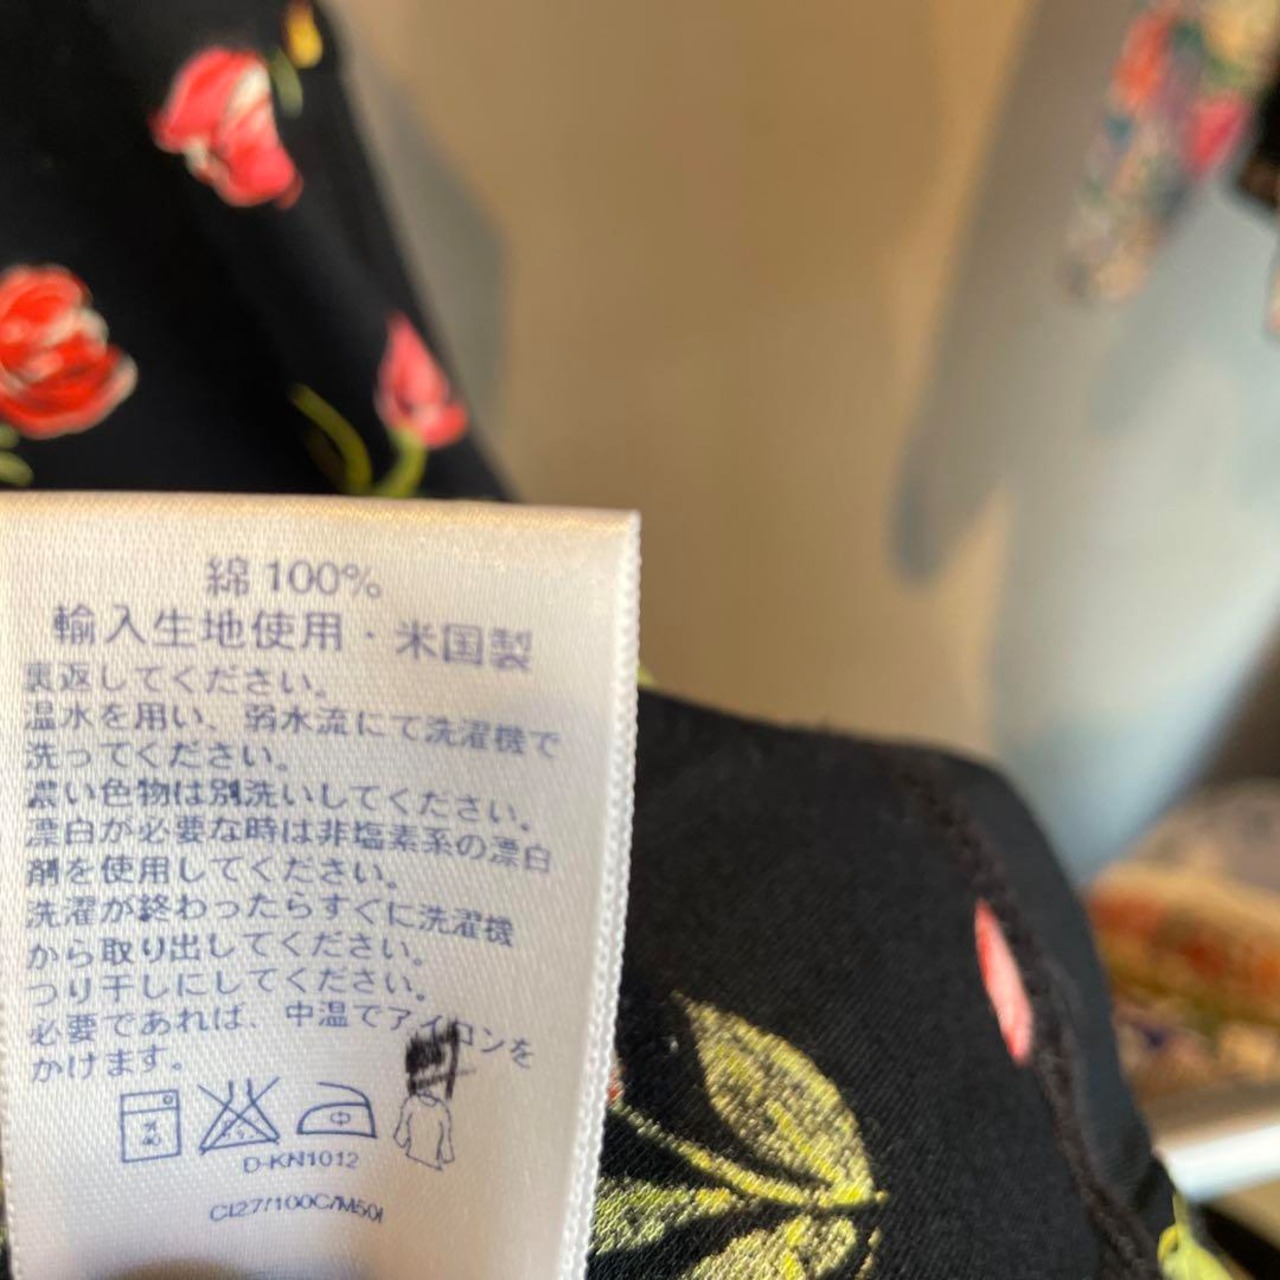 綿100%
輸入生地使用・米国製
裏返してください。
温水を用い、弱水流にて洗濯機で
洗ってください。
濃い色物は別洗いしてください。
漂白が必要な時は非塩素系の漂白
剤を使用してください。
洗濯が終わったらすぐに洗濯機
から取り出してください。
つり干しにしてください。
必要であれば、中温でアイロンを
かけます。
中
D-KN1012